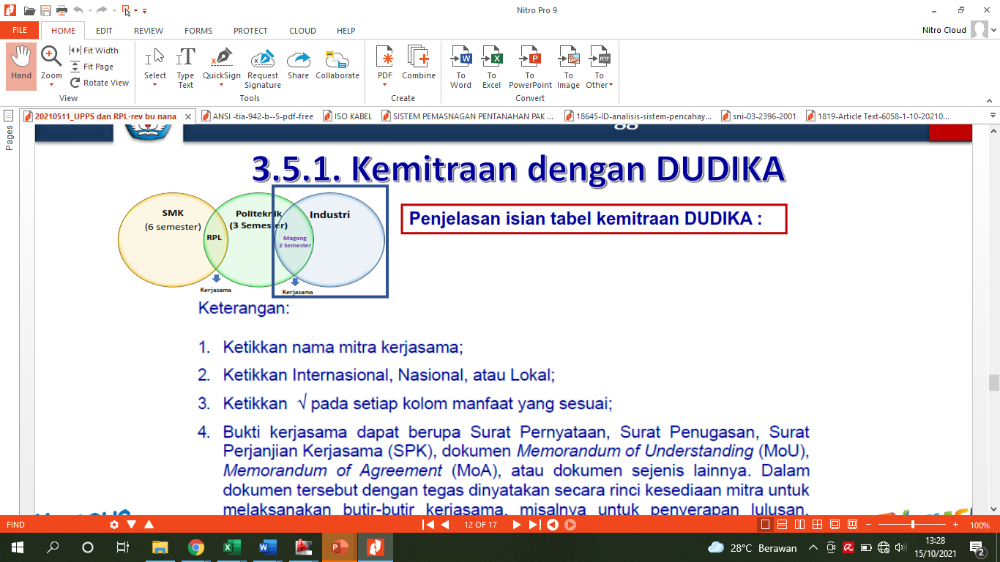 Nitro Pro 9
FILE HOME EDIT REVIEW FORMS PROTECT CLOUD HELP Nitro Cloud
Hand
Zoom
Fit Width
Fit Page
Rotate View
View
Select
Type Text
QuickSign
Request Signature
Share
Collaborate
Tools
PDF
Combine
Create
To Word
To Excel
To PowerPoint
To Image
To Other
Convert
20210511_UPPS dan RPL-rev bu nana
ANSI -tia-942-b--5-pdf-free
ISO KABEL
SISTEM PEMASNAGAN PENTANAHAN PAK ...
18645-ID-analisis-sistem-pencahay...
sni-03-2396-2001
1819-Article Text-6058-1-10-20210...
Pages
3.5.1. Kemitraan dengan DUDIKA
SMK
(6 semester)
RPL
Politeknik
(3 Semester)
Magang
2 Semester
Industri
Kerjasama
Kerjasama
Penjelasan isian tabel kemitraan DUDIKA :
Keterangan:
1. Ketikkan nama mitra kerjasama;
2. Ketikkan Internasional, Nasional, atau Lokal;
3. Ketikkan √ pada setiap kolom manfaat yang sesuai;
4. Bukti kerjasama dapat berupa Surat Pernyataan, Surat Penugasan, Surat
Perjanjian Kerjasama (SPK), dokumen Memorandum of Understanding (MoU),
Memorandum of Agreement (MoA), atau dokumen sejenis lainnya. Dalam
dokumen tersebut dengan tegas dinyatakan secara rinci kesediaan mitra untuk
melaksanakan butir-butir kerjasama, misalnya untuk penyerapan lulusan,
FIND
12 OF 17
100%
28°C Berawan
13:28
15/10/2021
2